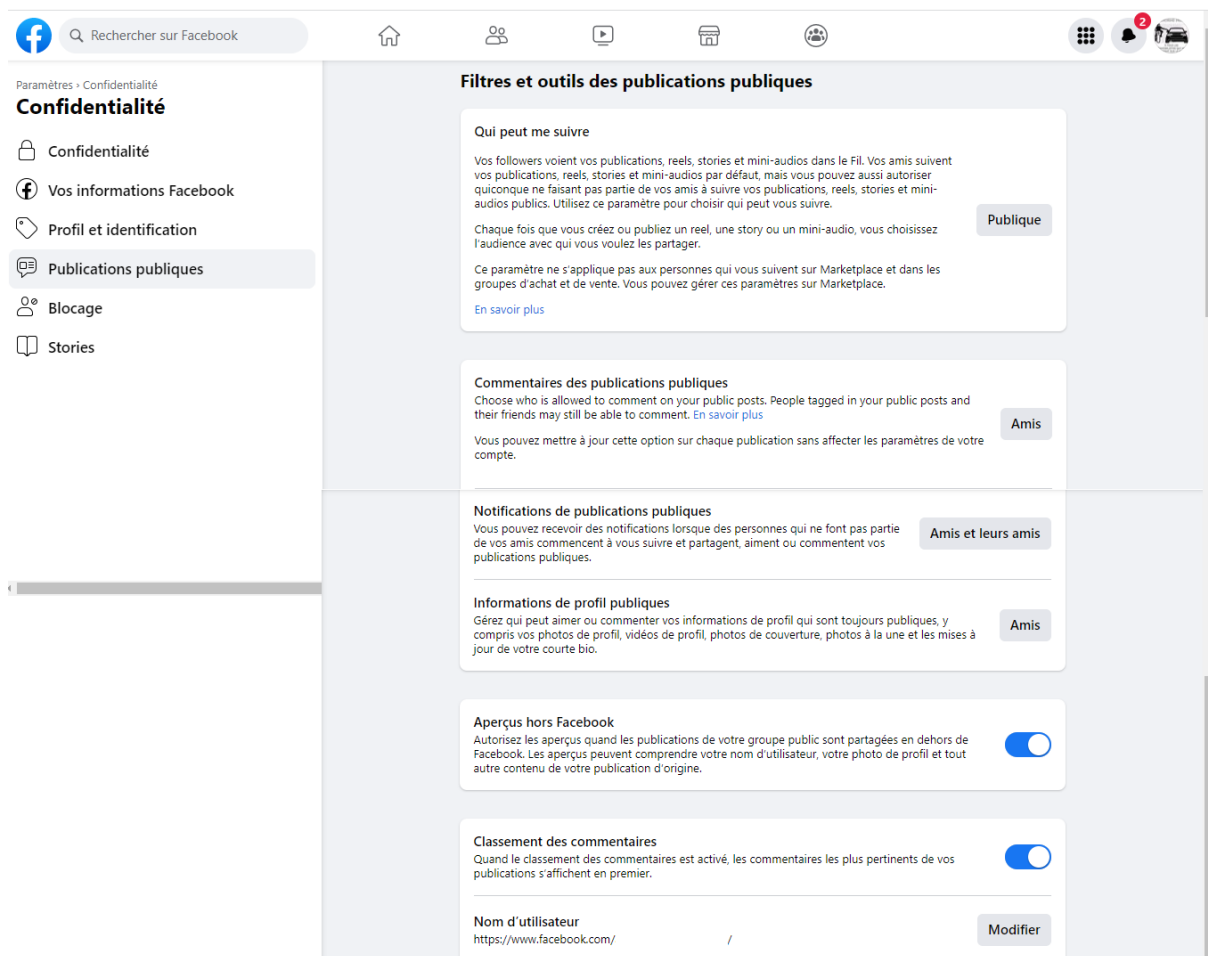 Rechercher sur Facebook
2
Paramètres › Confidentialité
Confidentialité
Confidentialité
Vos informations Facebook
Profil et identification
Publications publiques
Blocage
Stories
Filtres et outils des publications publiques
Qui peut me suivre
Vos followers voient vos publications, reels, stories et mini-audios dans le Fil. Vos amis suivent
vos publications, reels, stories et mini-audios par défaut, mais vous pouvez aussi autoriser
quiconque ne faisant pas partie de vos amis à suivre vos publications, reels, stories et mini-
audios publics. Utilisez ce paramètre pour choisir qui peut vous suivre.
Publique
Chaque fois que vous créez ou publiez un reel, une story ou un mini-audio, vous choisissez
l'audience avec qui vous voulez les partager.
Ce paramètre ne s'applique pas aux personnes qui vous suivent sur Marketplace et dans les
groupes d'achat et de vente. Vous pouvez gérer ces paramètres sur Marketplace.
En savoir plus
Commentaires des publications publiques
Choose who is allowed to comment on your public posts. People tagged in your public posts and
their friends may still be able to comment. En savoir plus
Amis
Vous pouvez mettre à jour cette option sur chaque publication sans affecter les paramètres de votre
compte.
Notifications de publications publiques
Vous pouvez recevoir des notifications lorsque des personnes qui ne font pas partie
de vos amis commencent à vous suivre et partagent, aiment ou commentent vos
publications publiques.
Amis et leurs amis
Informations de profil publiques
Gérez qui peut aimer ou commenter vos informations de profil qui sont toujours publiques, y
compris vos photos de profil, vidéos de profil, photos de couverture, photos à la une et les mises à
jour de votre courte bio.
Amis
Aperçus hors Facebook
Autorisez les aperçus quand les publications de votre groupe public sont partagées en dehors de
Facebook. Les aperçus peuvent comprendre votre nom d'utilisateur, votre photo de profil et tout
autre contenu de votre publication d'origine.
Classement des commentaires
Quand le classement des commentaires est activé, les commentaires les plus pertinents de vos
publications s'affichent en premier.
Nom d'utilisateur
https://www.facebook.com/ /
Modifier